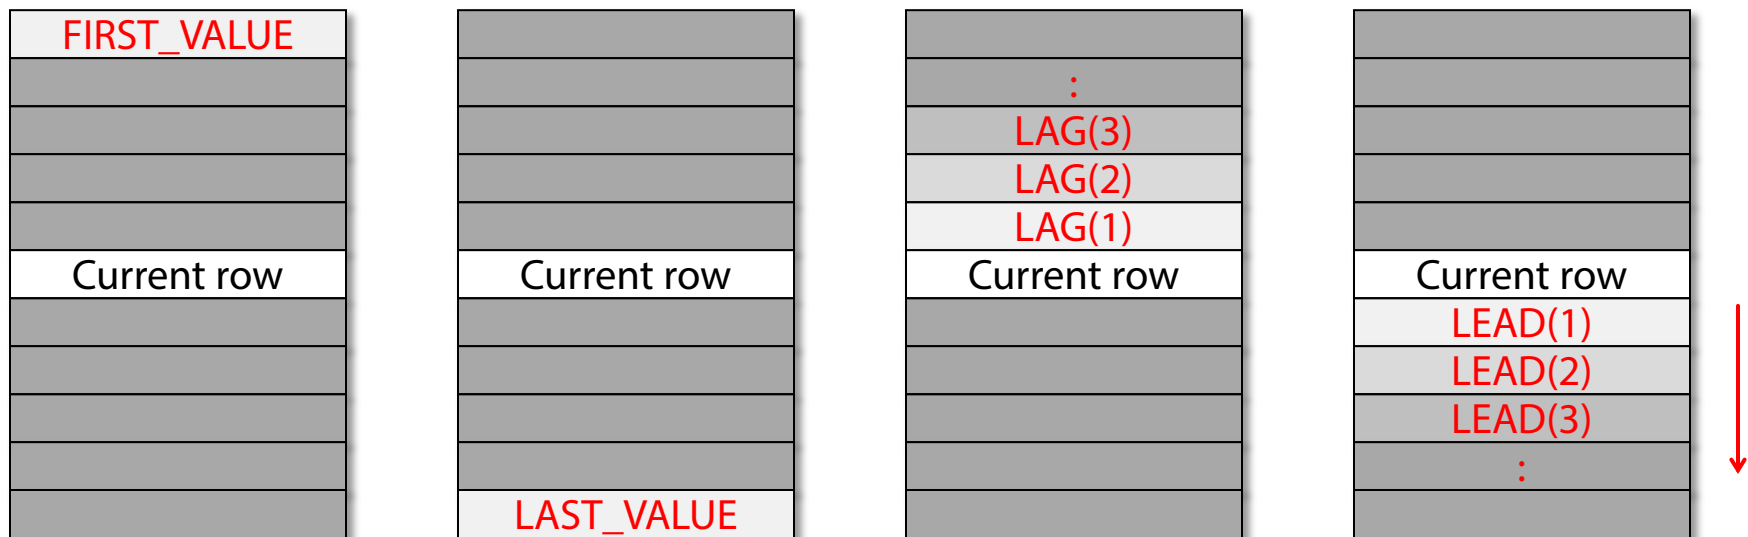 FIRST_VALUE
Current row
Current row
LAST_VALUE
:
LAG(3)
LAG(2)
LAG(1)
Current row
Current row
LEAD(1)
LEAD(2)
LEAD(3)
: